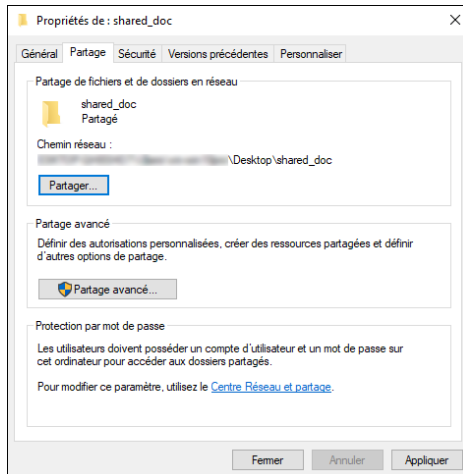 Propriétés de : shared_doc
Général Partage Sécurité Versions précédentes Personnaliser
Partage de fichiers et de dossiers en réseau
shared_doc
Partagé
Chemin réseau :
\Desktop\shared_doc
Partager...
Partage avancé
Définir des autorisations personnalisées, créer des ressources partagées et définir
d'autres options de partage.
Partage avancé...
Protection par mot de passe
Les utilisateurs doivent posséder un compte d'utilisateur et un mot de passe sur
cet ordinateur pour accéder aux dossiers partagés.
Pour modifier ce paramètre, utilisez le Centre Réseau et partage.
Fermer Annuler Appliquer